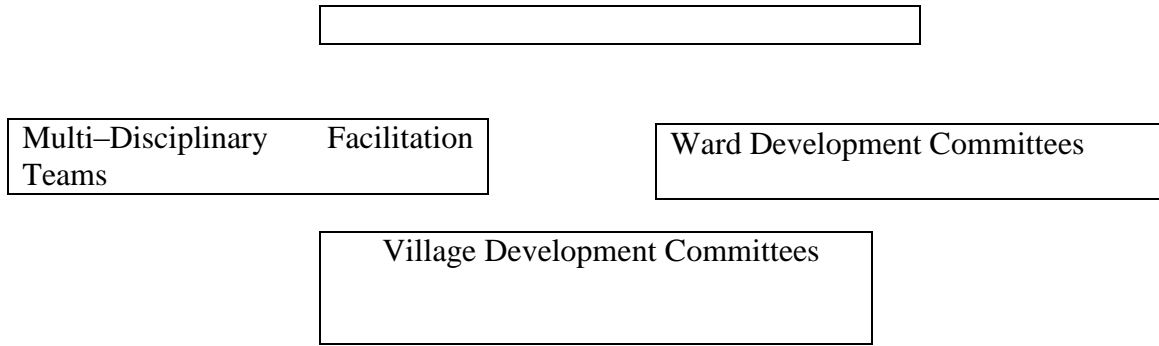 Multi–Disciplinary Facilitation
Teams
Ward Development Committees
Village Development Committees